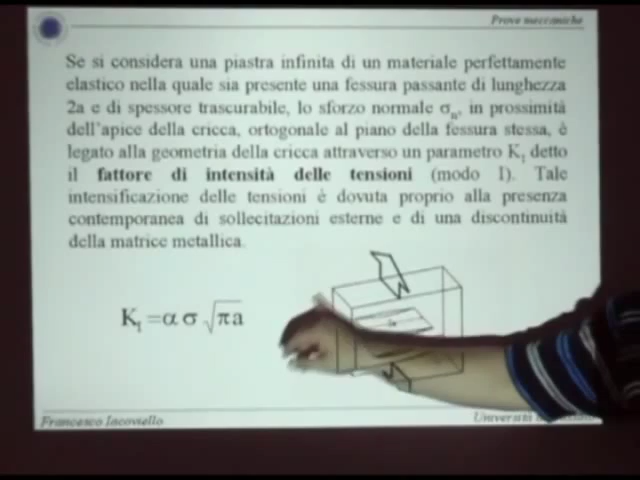 Prove meccaniche
Se si considera una piastra infinita di un materiale perfettamente
elastico nella quale sia presente una fessura passante di lunghezza
2a e di spessore trascurabile, lo sforzo normale σn, in prossimità
dell'apice della cricca, ortogonale al piano della fessura stessa, è
legato alla geometria della cricca attraverso un parametro KI detto
il fattore di intensità delle tensioni (modo I). Tale
intensificazione delle tensioni è dovuta proprio alla presenza
contemporanea di sollecitazioni esterne e di una discontinuità
della matrice metallica.
KI =α σ √πa
Francesco Iacoviello
Università